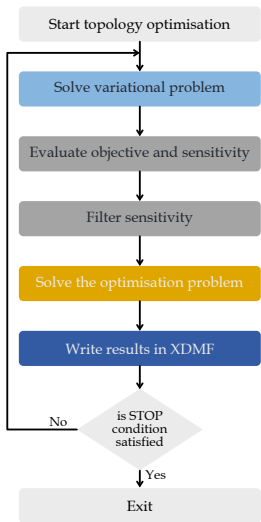 Start topology optimisation
Solve variational problem
Evaluate objective and sensitivity
Filter sensitivity
Solve the optimisation problem
Write results in XDMF
is STOP
condition
satisfied
No
Yes
Exit